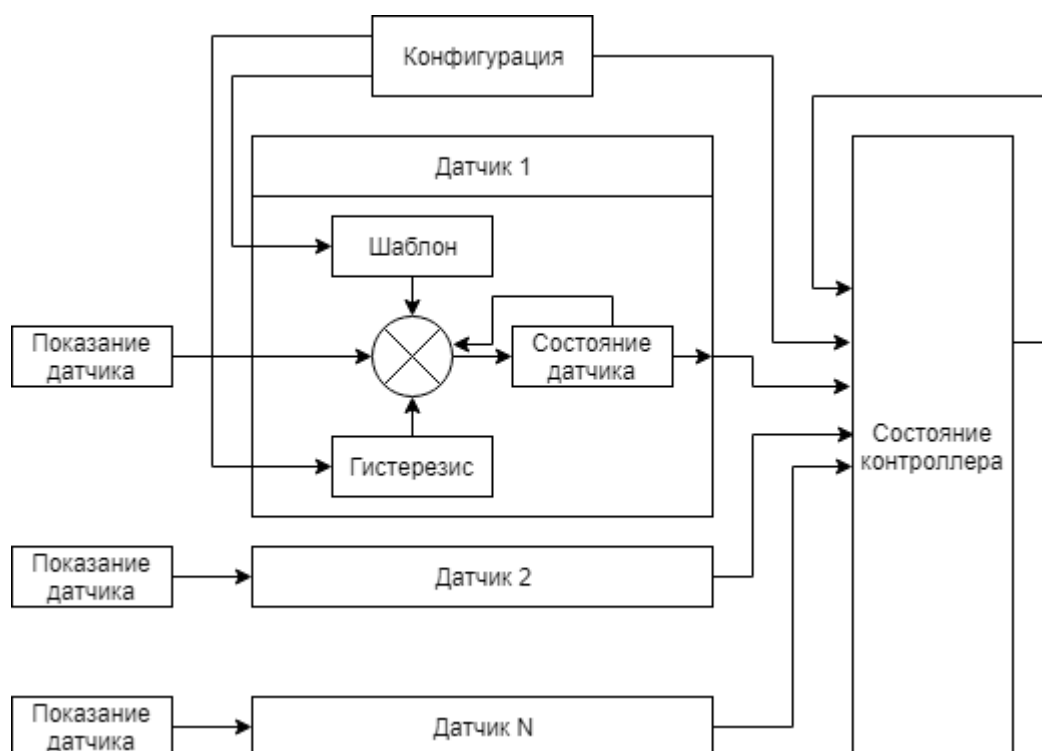 Конфигурация
Датчик 1
Шаблон
Показание
датчика
Состояние
датчика
Гистерезис
Состояние
контроллера
Показание
датчика
Датчик 2
Показание
датчика
Датчик N